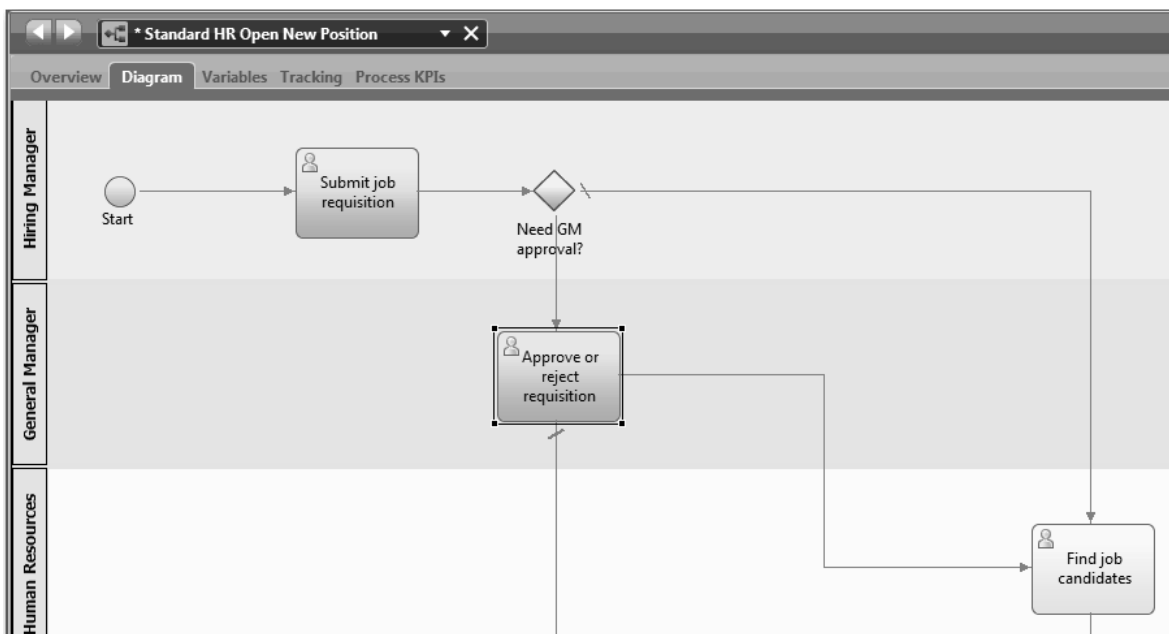 * Standard HR Open New Position
Overview Diagram Variables Tracking Process KPIs
Hiring Manager
Start
Submit job
requisition
Need GM
approval?
General Manager
Approve or
reject
requisition
Human Resources
Find job
candidates